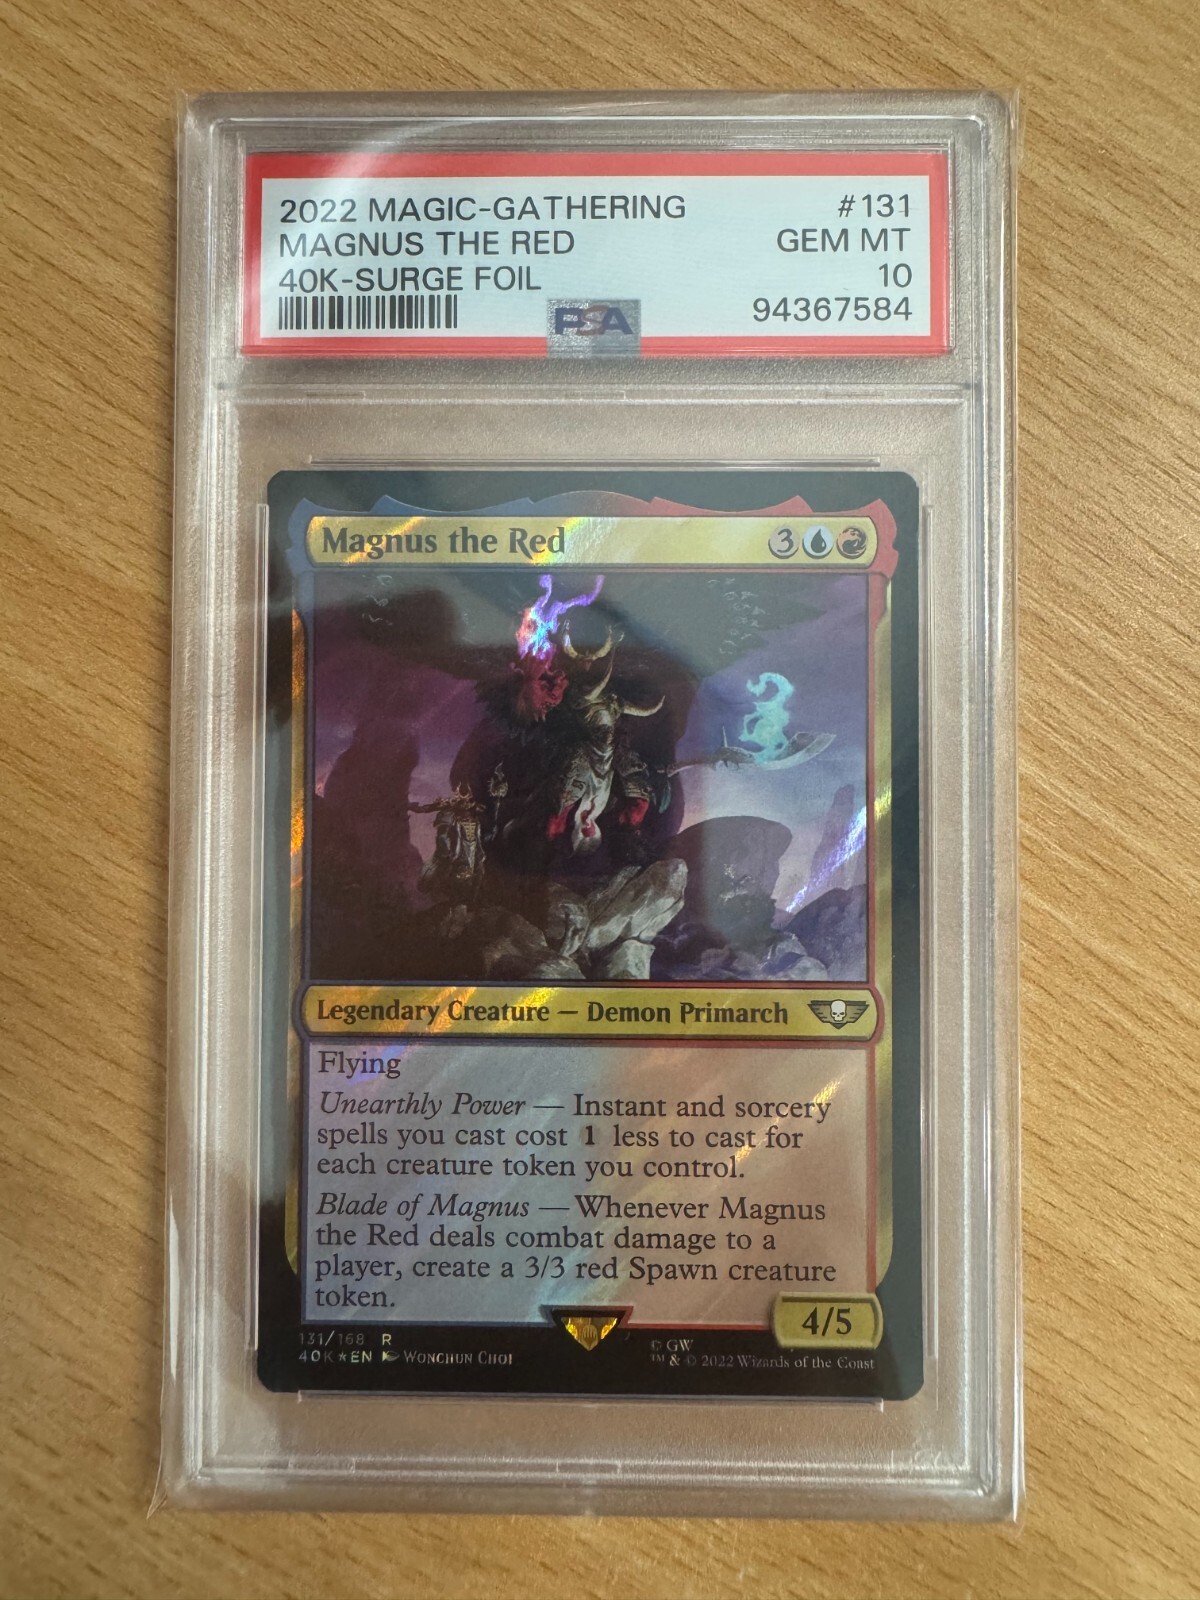 2022 MAGIC-GATHERING #131
MAGNUS THE RED GEM MT
40K-SURGE FOIL 10
PSA 94367584
Magnus the Red 3
Legendary Creature — Demon Primarch
Flying
Unearthly Power — Instant and sorcery
spells you cast cost 1 less to cast for
each creature token you control.
Blade of Magnus — Whenever Magnus
the Red deals combat damage to a
player, create a 3/3 red Spawn creature
token.
4/5
131/168 R © GW
40K★EN WONCHUN CHOI ™ & © 2022 Wizards of the Coast